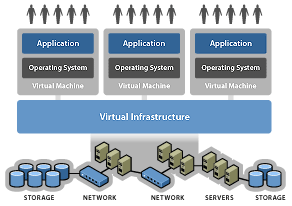 Application Application Application
Operating System Operating System Operating System
Virtual Machine Virtual Machine Virtual Machine
Virtual Infrastructure
STORAGE NETWORK NETWORK SERVERS STORAGE